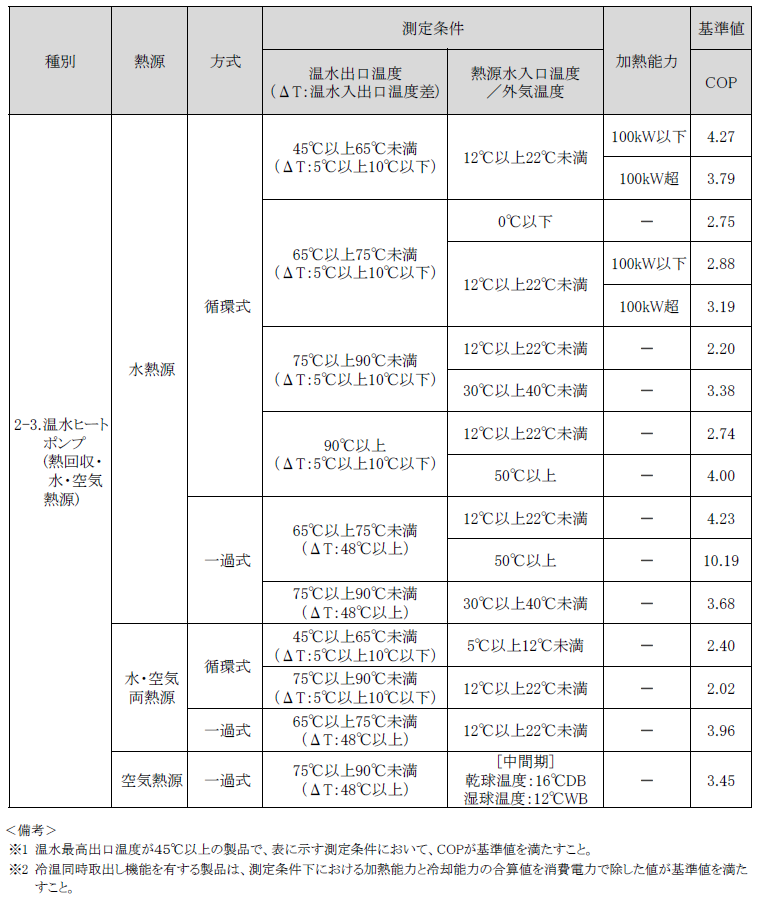 種別
熱源
方式
測定条件
加熱能力
基準値
温水出口温度
(ΔT:温水入出口温度差)
熱源水入口温度
/外気温度
COP
2-3.温水ヒート
ポンプ
(熱回収・
水・空気
熱源)
水熱源
循環式
45℃以上65℃未満
(ΔT:5℃以上10℃以下)
12℃以上22℃未満
100kW以下
4.27
100kW超
3.79
65℃以上75℃未満
(ΔT:5℃以上10℃以下)
0℃以下
-
2.75
12℃以上22℃未満
100kW以下
2.88
100kW超
3.19
75℃以上90℃未満
(ΔT:5℃以上10℃以下)
12℃以上22℃未満
-
2.20
30℃以上40℃未満
-
3.38
90℃以上
(ΔT:5℃以上10℃以下)
12℃以上22℃未満
-
2.74
50℃以上
-
4.00
一過式
65℃以上75℃未満
(ΔT:48℃以上)
12℃以上22℃未満
-
4.23
50℃以上
-
10.19
75℃以上90℃未満
(ΔT:48℃以上)
30℃以上40℃未満
-
3.68
水・空気
両熱源
循環式
45℃以上65℃未満
(ΔT:5℃以上10℃以下)
5℃以上12℃未満
-
2.40
75℃以上90℃未満
(ΔT:5℃以上10℃以下)
12℃以上22℃未満
-
2.02
一過式
65℃以上75℃未満
(ΔT:48℃以上)
12℃以上22℃未満
-
3.96
空気熱源
一過式
75℃以上90℃未満
(ΔT:48℃以上)
[中間期]
乾球温度:16℃DB
湿球温度:12℃WB
-
3.45
<備考>
※1 温水最高出口温度が45℃以上の製品で、表に示す測定条件において、COPが基準値を満たすこと。
※2 冷温同時取出し機能を有する製品は、測定条件下における加熱能力と冷却能力の合算値を消費電力で除した値が基準値を満た
すこと。